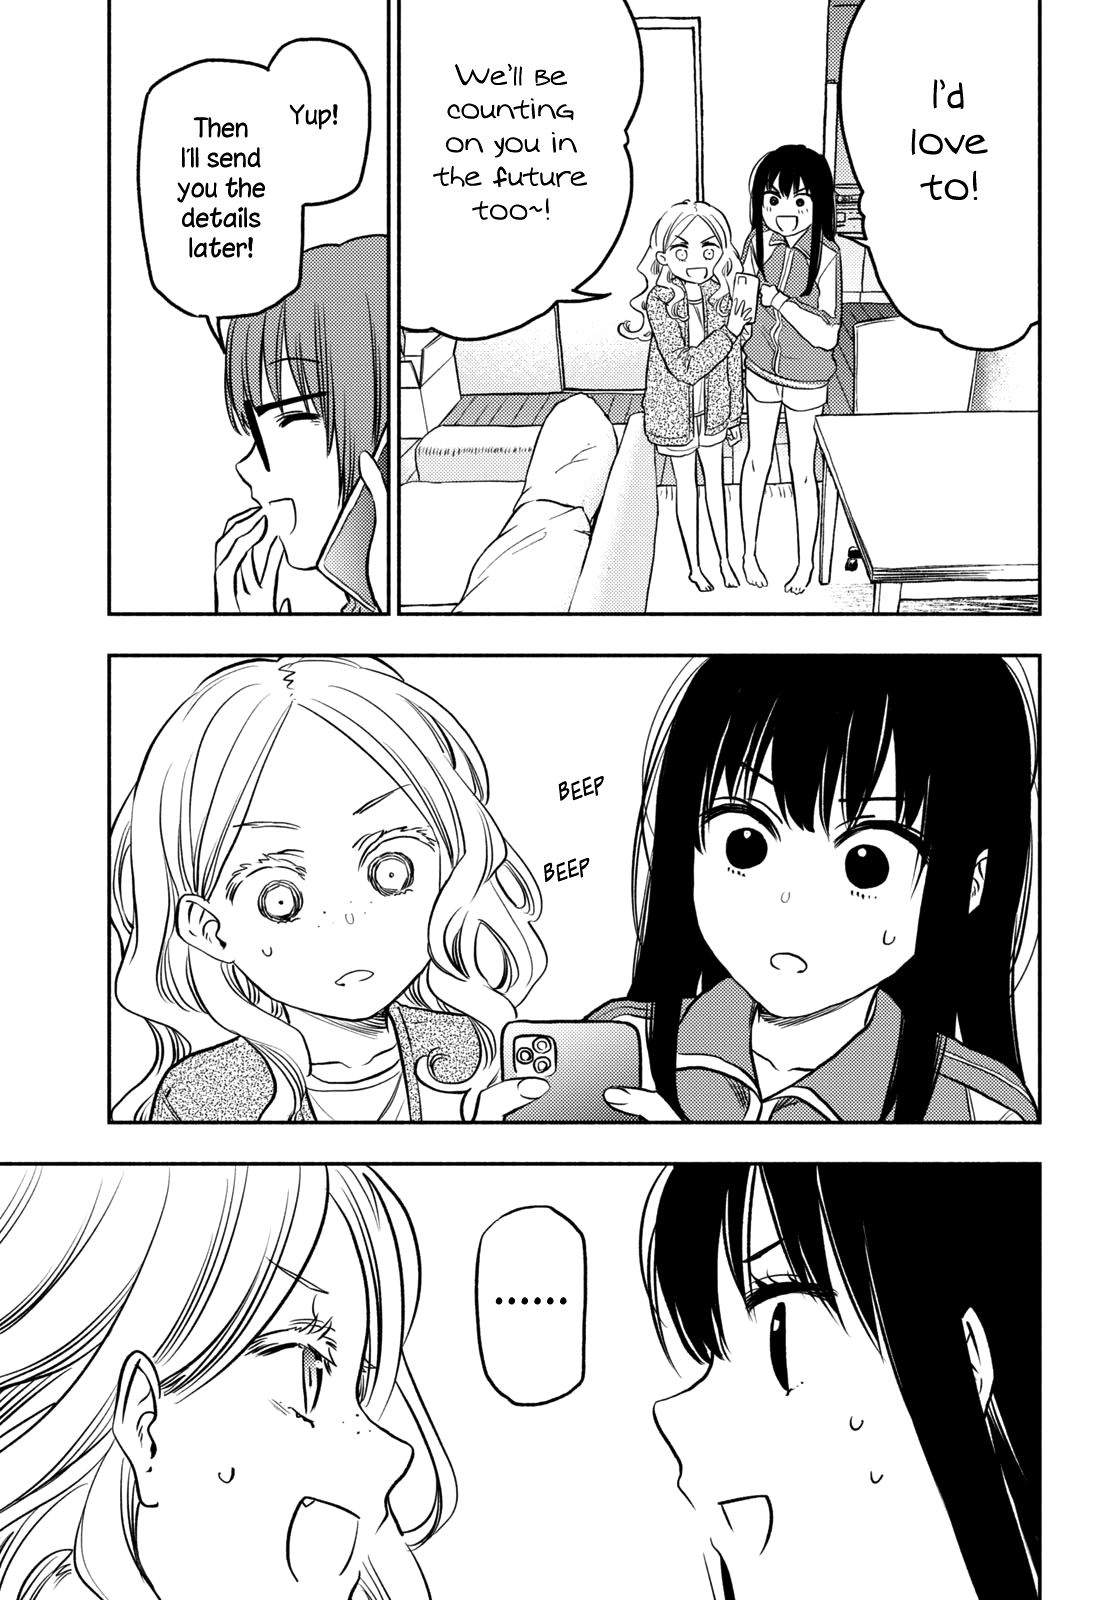 I'd
love
to!
We'll be
counting
on you in
the future
too~!
Yup!
Then
I'll send
you the
details
later!
BEEP
BEEP
......